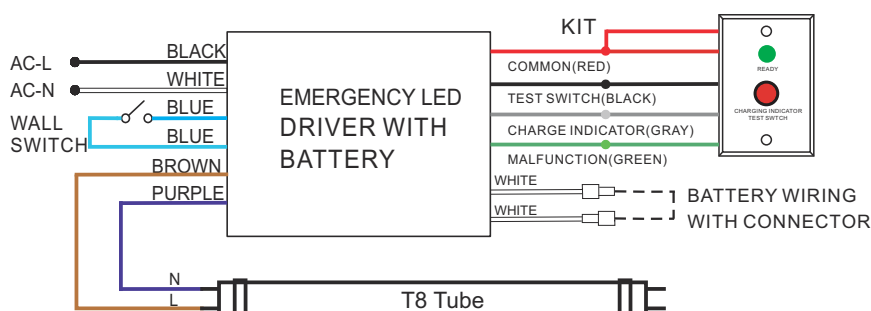 KIT
AC-L
BLACK
AC-N
WHITE
WALL
SWITCH
BLUE
BLUE
BROWN
PURPLE
EMERGENCY LED
DRIVER WITH
BATTERY
COMMON(RED)
TEST SWITCH(BLACK)
CHARGE INDICATOR(GRAY)
MALFUNCTION(GREEN)
READY
CHARGING INDICATOR
TEST SWTCH
WHITE
WHITE
BATTERY WIRING
WITH CONNECTOR
N
L
T8 Tube